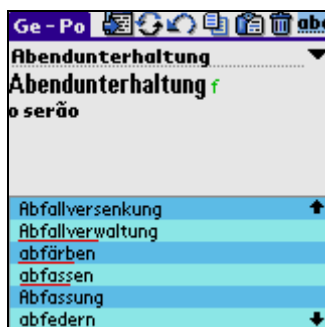 Ge - Po abc
Abendunterhaltung
Abendunterhaltung f
o serão
Abfallversenkung
Abfallverwaltung
abfärben
abfassen
Abfassung
abfedern